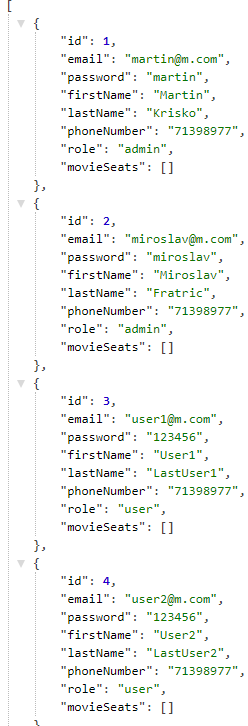 [
{
"id": 1,
"email": "martin@m.com",
"password": "martin",
"firstName": "Martin",
"lastName": "Krisko",
"phoneNumber": "71398977",
"role": "admin",
"movieSeats": []
},
{
"id": 2,
"email": "miroslav@m.com",
"password": "miroslav",
"firstName": "Miroslav",
"lastName": "Fratric",
"phoneNumber": "71398977",
"role": "admin",
"movieSeats": []
},
{
"id": 3,
"email": "user1@m.com",
"password": "123456",
"firstName": "User1",
"lastName": "LastUser1",
"phoneNumber": "71398977",
"role": "user",
"movieSeats": []
},
{
"id": 4,
"email": "user2@m.com",
"password": "123456",
"firstName": "User2",
"lastName": "LastUser2",
"phoneNumber": "71398977",
"role": "user",
"movieSeats": []
}